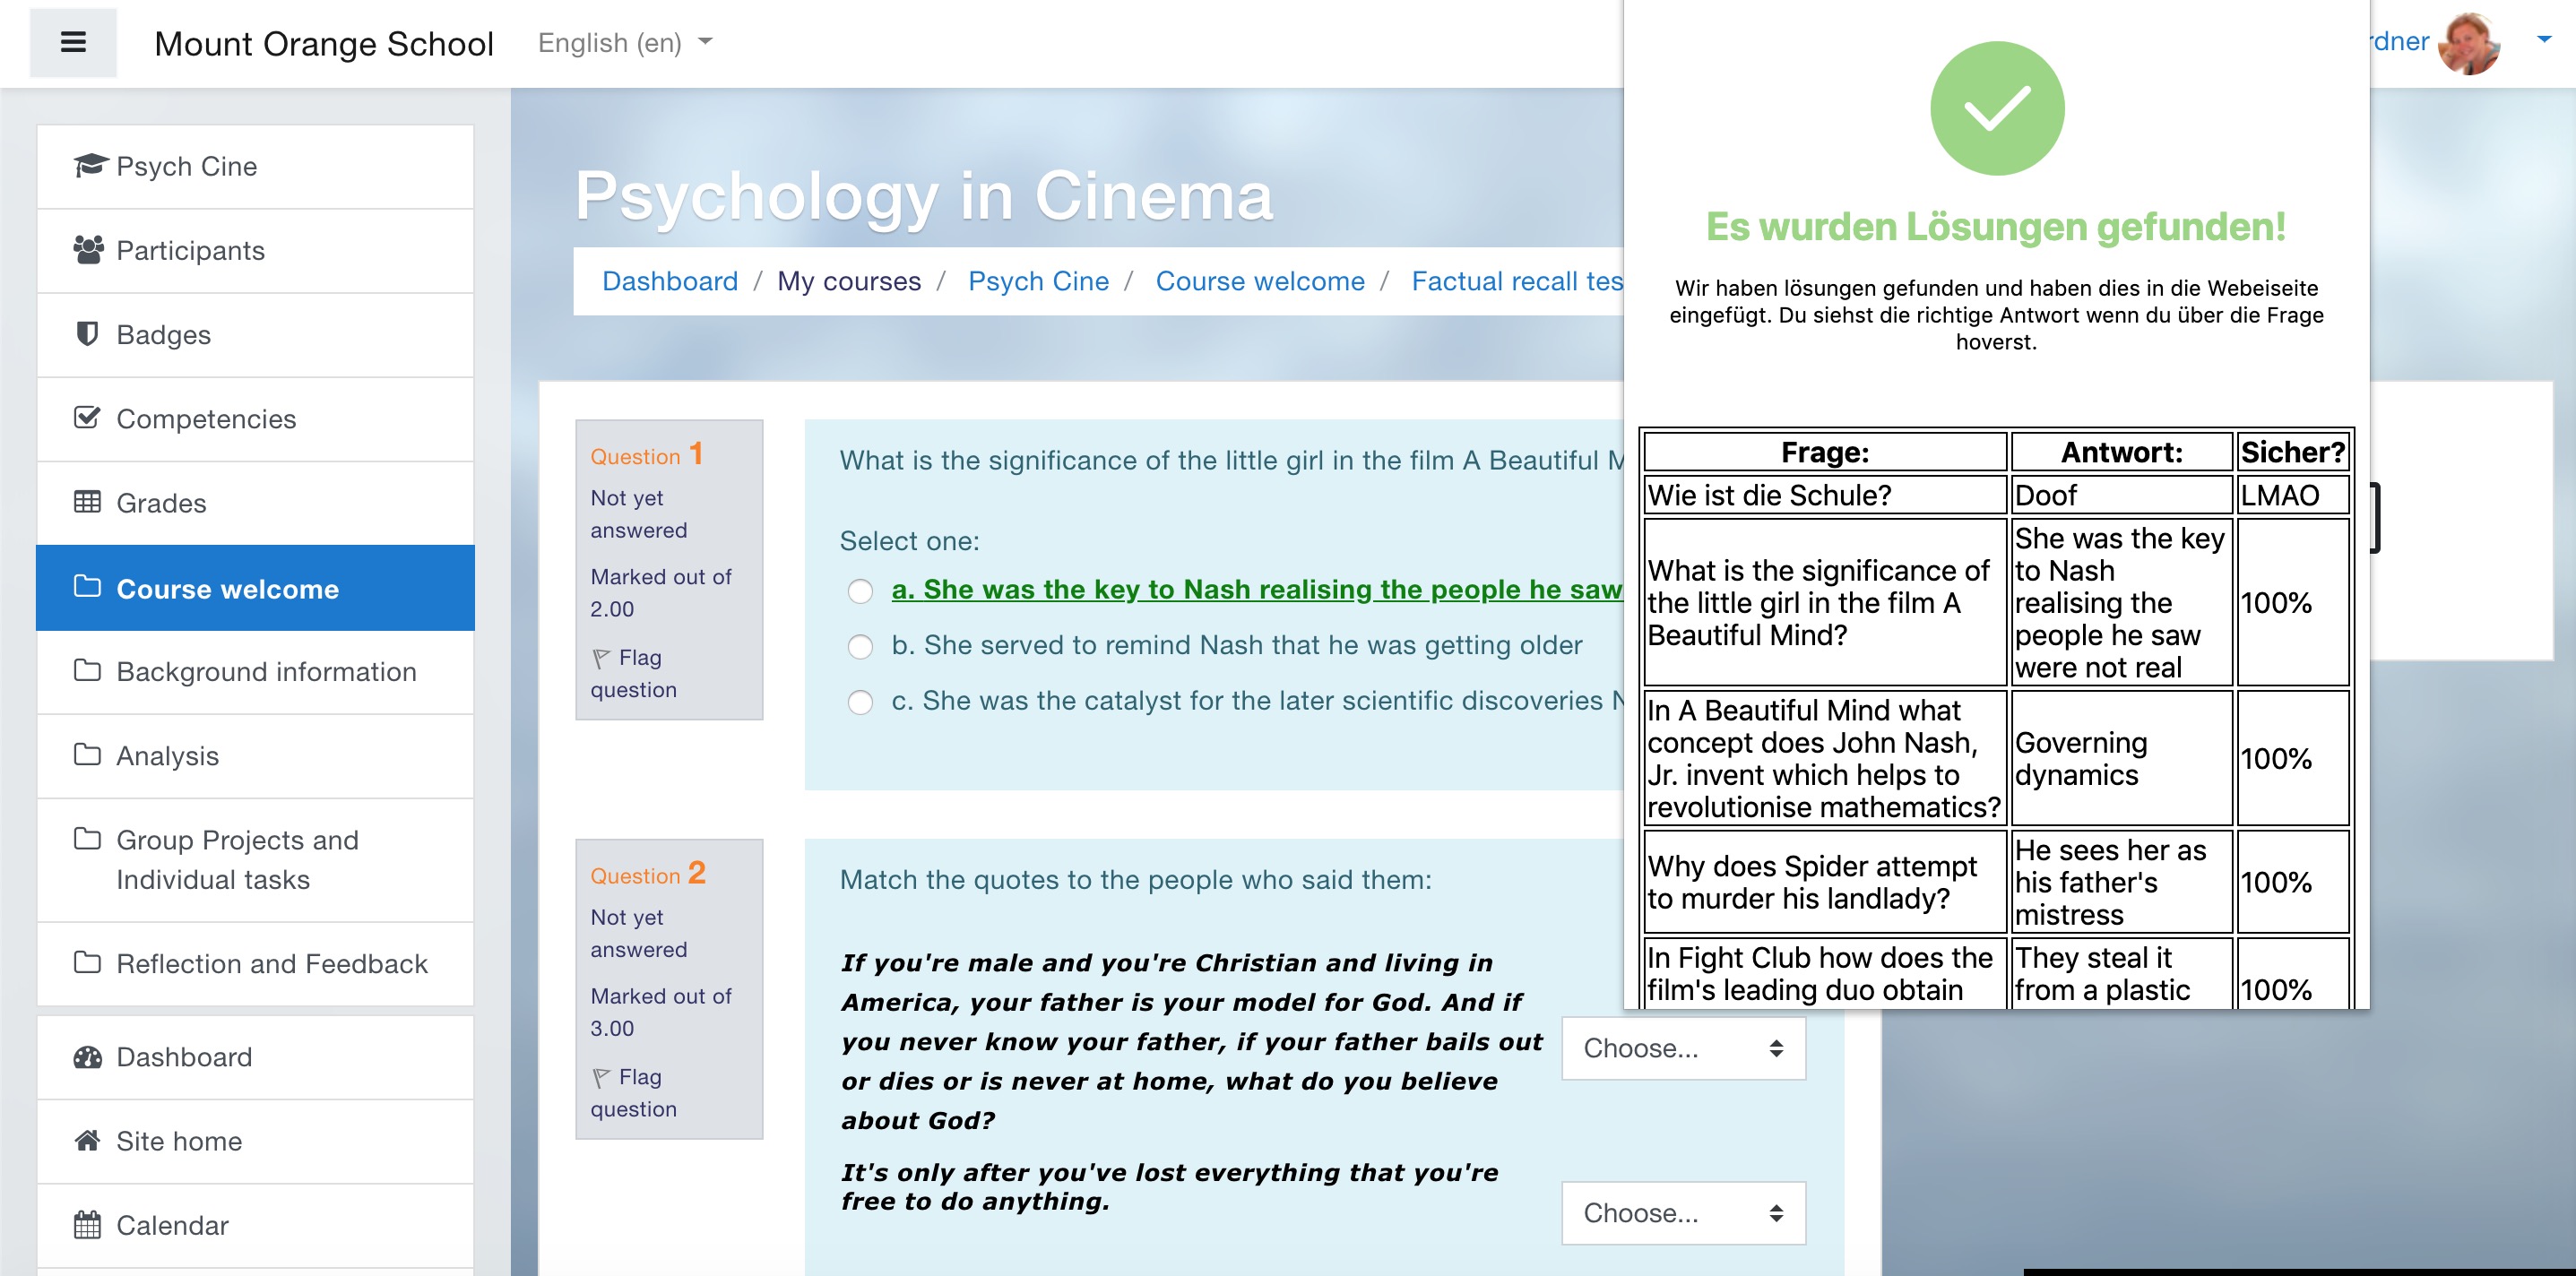 Mount Orange School
English (en)
rdner
Psych Cine
Participants
Badges
Competencies
Grades
Course welcome
Background information
Analysis
Group Projects and
Individual tasks
Reflection and Feedback
Dashboard
Site home
Calendar
Psychology in Cinema
Dashboard / My courses / Psych Cine / Course welcome / Factual recall tes
Question 1
Not yet
answered
Marked out of
2.00
Flag
question
What is the significance of the little girl in the film A Beautiful M
Select one:
a. She was the key to Nash realising the people he saw
b. She served to remind Nash that he was getting older
c. She was the catalyst for the later scientific discoveries N
Question 2
Not yet
answered
Marked out of
3.00
Flag
question
Match the quotes to the people who said them:
If you're male and you're Christian and living in
America, your father is your model for God. And if
you never know your father, if your father bails out
or dies or is never at home, what do you believe
about God?
Choose...
It's only after you've lost everything that you're
free to do anything.
Choose...
Es wurden Lösungen gefunden!
Wir haben lösungen gefunden und haben dies in die Webeiseite
eingefügt. Du siehst die richtige Antwort wenn du über die Frage
hoverst.
Frage: Antwort: Sicher?
Wie ist die Schule? Doof LMAO
What is the significance of
the little girl in the film A
Beautiful Mind?
She was the key
to Nash
realising the
people he saw
were not real
100%
In A Beautiful Mind what
concept does John Nash,
Jr. invent which helps to
revolutionise mathematics?
Governing
dynamics
100%
Why does Spider attempt
to murder his landlady?
He sees her as
his father's
mistress
100%
In Fight Club how does the
film's leading duo obtain
They steal it
from a plastic
100%